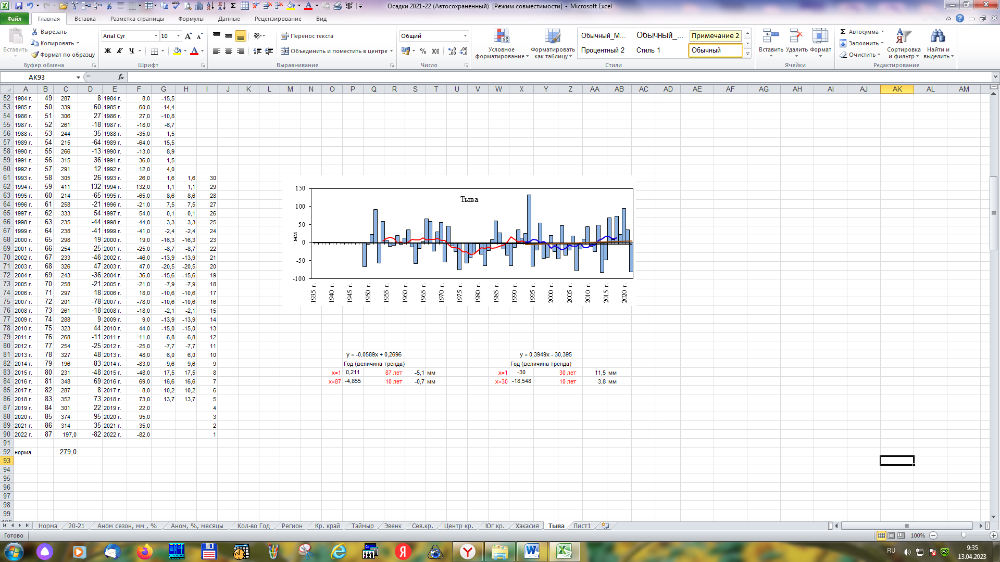 Осадки 2021-22 (Автосохраненный) [Режим совместимости] - Microsoft Excel
Файл Главная Вставка Разметка страницы Формулы Данные Рецензирование Вид
Вставить
Вырезать
Копировать
Формат по образцу
Буфер обмена
Arial Cyr 10
Ж К Ч
Шрифт
Перенос текста
Объединить и поместить в центре
Выравнивание
Общий
% 000
Число
Условное форматирование
Форматировать как таблицу
Обычный_М... Обычный_... Примечание 2
Процентный 2 Стиль 1 Обычный
Стили
Вставить Удалить Формат
Ячейки
Автосумма
Заполнить
Очистить
Сортировка и фильтр
Найти и выделить
Редактирование
AK93 fx
A B C D E F G H I J K L M N O P Q R S T U V W X Y Z AA AB AC AD AE AF AG AH AI AJ AK AL AM
52 1984 г. 49 287 8 1984 г. 8,0 -15,5
53 1985 г. 50 339 60 1985 г. 60,0 -14,4
54 1986 г. 51 306 27 1986 г. 27,0 -10,8
55 1987 г. 52 261 -18 1987 г. -18,0 -6,7
56 1988 г. 53 244 -35 1988 г. -35,0 1,5
57 1989 г. 54 215 -64 1989 г. -64,0 15,5
58 1990 г. 55 266 -13 1990 г. -13,0 8,9
59 1991 г. 56 315 36 1991 г. 36,0 1,5
60 1992 г. 57 291 12 1992 г. 12,0 4,0
61 1993 г. 58 305 26 1993 г. 26,0 1,6 1,6 30
62 1994 г. 59 411 132 1994 г. 132,0 1,1 1,1 29
63 1995 г. 60 214 -65 1995 г. -65,0 8,6 8,6 28
64 1996 г. 61 258 -21 1996 г. -21,0 7,5 7,5 27
65 1997 г. 62 333 54 1997 г. 54,0 0,1 0,1 26
66 1998 г. 63 235 -44 1998 г. -44,0 3,3 3,3 25
67 1999 г. 64 238 -41 1999 г. -41,0 -2,4 -2,4 24
68 2000 г. 65 298 19 2000 г. 19,0 -16,3 -16,3 23
69 2001 г. 66 254 -25 2001 г. -25,0 -8,7 -8,7 22
70 2002 г. 67 233 -46 2002 г. -46,0 -13,9 -13,9 21
71 2003 г. 68 326 47 2003 г. 47,0 -20,5 -20,5 20
72 2004 г. 69 243 -36 2004 г. -36,0 -15,6 -15,6 19
73 2005 г. 70 258 -21 2005 г. -21,0 -7,9 -7,9 18
74 2006 г. 71 297 18 2006 г. 18,0 -10,6 -10,6 17
75 2007 г. 72 201 -78 2007 г. -78,0 -10,6 -10,6 16
76 2008 г. 73 261 -18 2008 г. -18,0 -2,1 -2,1 15
77 2009 г. 74 288 9 2009 г. 9,0 -13,9 -13,9 14
78 2010 г. 75 323 44 2010 г. 44,0 -15,0 -15,0 13
79 2011 г. 76 268 -11 2011 г. -11,0 -6,8 -6,8 12
80 2012 г. 77 254 -25 2012 г. -25,0 -7,7 -7,7 11
81 2013 г. 78 327 48 2013 г. 48,0 6,0 6,0 10
82 2014 г. 79 196 -83 2014 г. -83,0 9,6 9,6 9
83 2015 г. 80 231 -48 2015 г. -48,0 17,5 17,5 8
84 2016 г. 81 348 69 2016 г. 69,0 16,6 16,6 7
85 2017 г. 82 287 8 2017 г. 8,0 10,2 10,2 6
86 2018 г. 83 352 73 2018 г. 73,0 13,7 13,7 5
87 2019 г. 84 301 22 2019 г. 22,0 4
88 2020 г. 85 374 95 2020 г. 95,0 3
89 2021 г. 86 314 35 2021 г. 35,0 2
90 2022 г. 87 197,0 -82 2022 г. -82,0 1
91
92 норма 279,0
93
94
95
96
97
98
99
Тыва
мм
150
100
50
0
-50
-100
1935 г. 1940 г. 1945 г. 1950 г. 1955 г. 1960 г. 1965 г. 1970 г. 1975 г. 1980 г. 1985 г. 1990 г. 1995 г. 2000 г. 2005 г. 2010 г. 2015 г. 2020 г.
y = -0,0589x + 0,2696 y = 0,3949x - 30,395
Год (величина тренда) Год (величина тренда)
x=1 0,211 87 лет -5,1 мм x=1 -30 30 лет 11,5 мм
x=87 -4,855 10 лет -0,7 мм x=30 -18,548 10 лет 3,8 мм
Норма 20-21 Аном сезон, мм , % Аном, %, месяцы Кол-во Год Регион Кр. край Таймыр Эвенк Сев.кр. Центр кр. Юг кр. Хакасия Тыва Лист1
Готово 100%
RU 9:35
13.04.2023